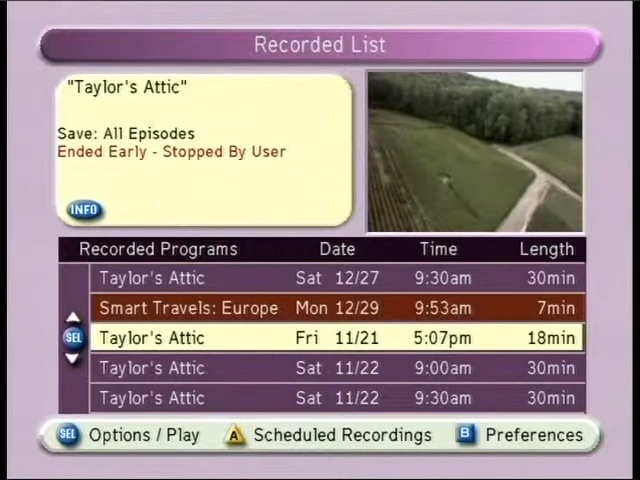 Recorded List
"Taylor's Attic"
Save: All Episodes
Ended Early - Stopped By User
INFO
Recorded Programs Date Time Length
Taylor's Attic Sat 12/27 9:30am 30min
Smart Travels: Europe Mon 12/29 9:53am 7min
SEL Taylor's Attic Fri 11/21 5:07pm 18min
Taylor's Attic Sat 11/22 9:00am 30min
Taylor's Attic Sat 11/22 9:30am 30min
SEL Options / Play A Scheduled Recordings B Preferences